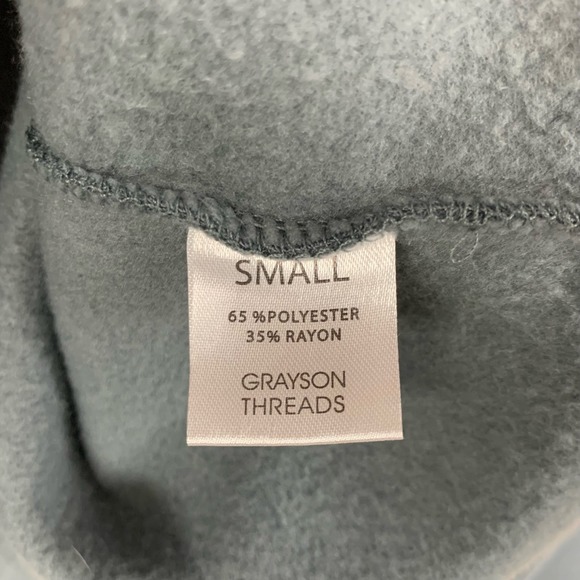 SMALL
65 %POLYESTER
35% RAYON
GRAYSON
THREADS